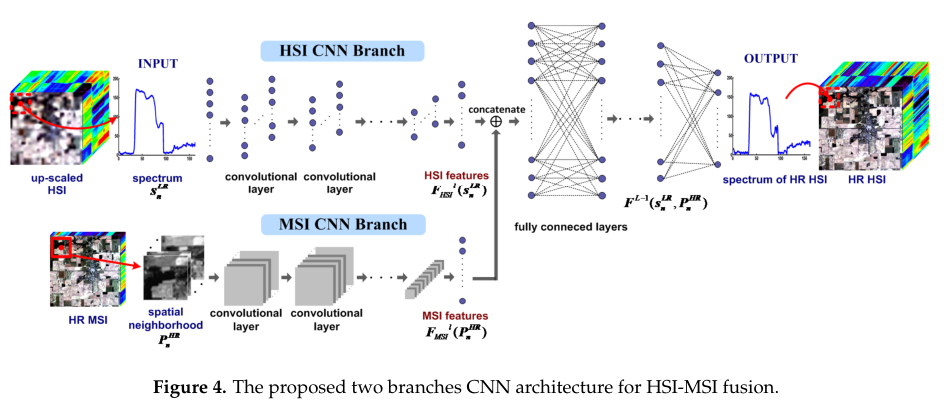 HSI CNN Branch
INPUT
OUTPUT
concatenate
up-scaled
HSI
spectrum
s_n^{LR}
convolutional
layer
convolutional
layer
HSI features
F_{HSI}^l(s_n^{LR})
F^{L-1}(s_n^{LR}, P_n^{HR})
fully conneced layers
spectrum of HR HSI
HR HSI
MSI CNN Branch
HR MSI
spatial
neighborhood
P_n^{HR}
convolutional
layer
convolutional
layer
MSI features
F_{MSI}^l(P_n^{HR})
Figure 4. The proposed two branches CNN architecture for HSI-MSI fusion.